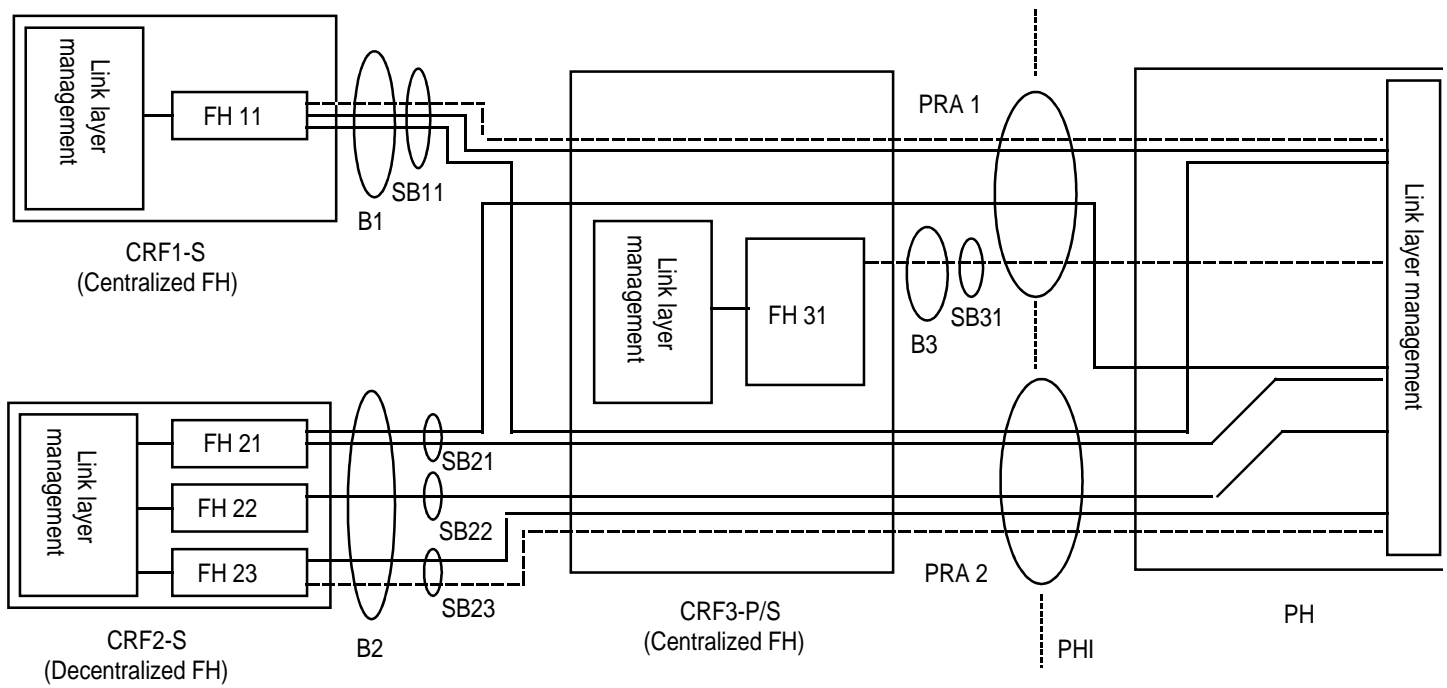 Link layer
management
FH 11
B1
SB11
CRF1-S
(Centralized FH)
Link layer
management
FH 21
FH 22
FH 23
SB21
SB22
SB23
B2
CRF2-S
(Decentralized FH)
Link layer
management
FH 31
B3
SB31
CRF3-P/S
(Centralized FH)
PRA 1
PRA 2
PHI
Link layer management
PH